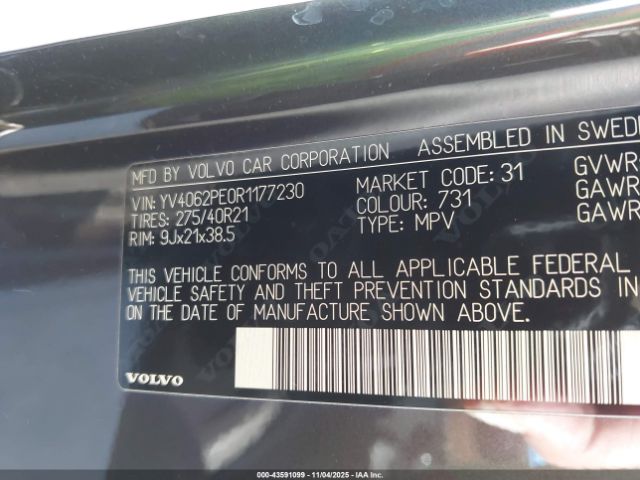 MFD BY VOLVO CAR CORPORATION ASSEMBLED IN SWEDEN
VIN: YV4062PE0R1177230 MARKET CODE: 31 GVWR
TIRES: 275/40R21 COLOUR: 731 GAWR
RIM: 9Jx21x38.5 TYPE: MPV GAWR
THIS VEHICLE CONFORMS TO ALL APPLICABLE FEDERAL
VEHICLE SAFETY AND THEFT PREVENTION STANDARDS IN
ON THE DATE OF MANUFACTURE SHOWN ABOVE.
VOLVO
000-43591099 - 11/04/2025 - IAA Inc. ©